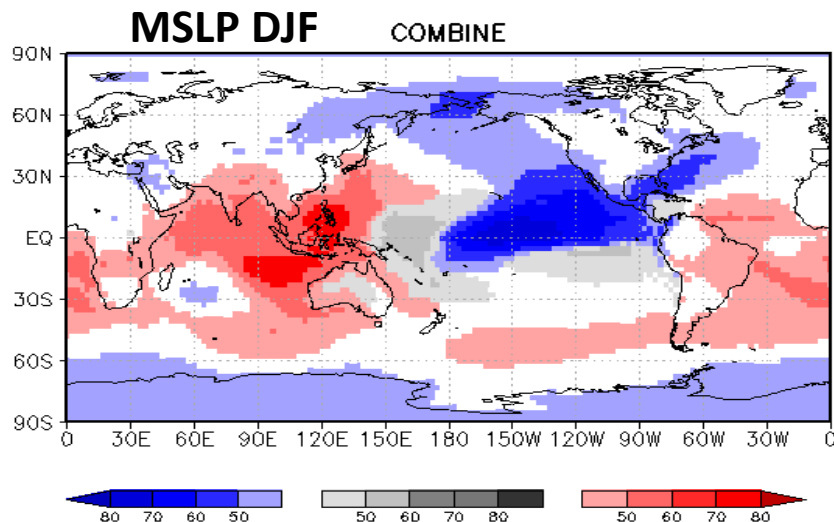 MSLP DJF COMBINE
90N
60N
30N
EQ
30S
60S
90S
0 30E 60E 90E 120E 150E 180 150W 120W 90W 60W 30W 0
80 70 60 50 50 60 70 80 50 60 70 80